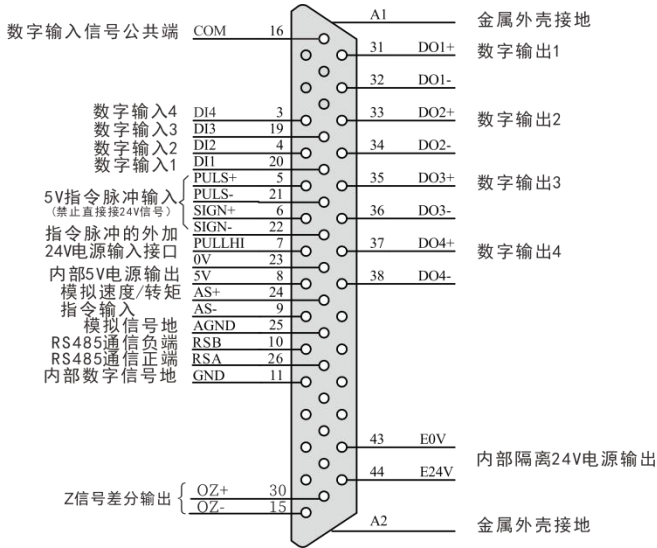 A1 金属外壳接地
数字输入信号公共端 COM 16
31 DO1+ 数字输出1
32 DO1-
数字输入4 DI4 3
33 DO2+ 数字输出2
数字输入3 DI3 19
数字输入2 DI2 4
34 DO2-
数字输入1 DI1 20
PULS+ 5
35 DO3+ 数字输出3
5V指令脉冲输入 PULS- 21
(禁止直接接24V信号) SIGN+ 6
36 DO3-
SIGN- 22
指令脉冲的外加
24V电源输入接口 PULLHI 7
37 DO4+ 数字输出4
0V 23
内部5V电源输出 5V 8
38 DO4-
模拟速度/转矩 AS+ 24
指令输入 AS- 9
模拟信号地 AGND 25
RS485通信负端 RSB 10
RS485通信正端 RSA 26
内部数字信号地 GND 11
43 E0V
内部隔离24V电源输出
44 E24V
Z信号差分输出 OZ+ 30
OZ- 15
A2 金属外壳接地